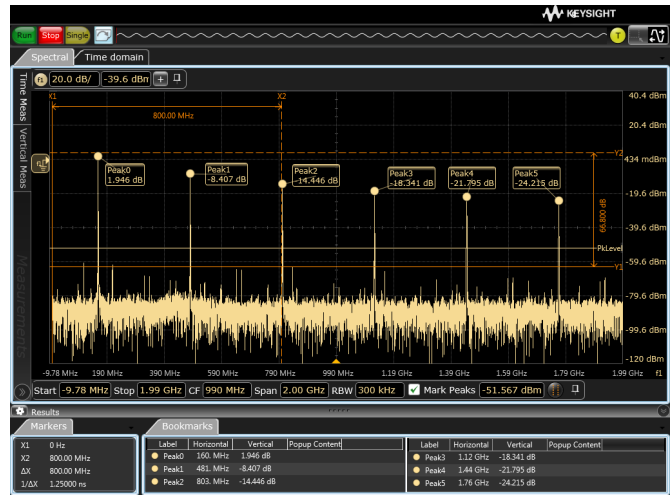 KEYSIGHT
Run Stop Single T
Spectral Time domain
f1 20.0 dB/ -39.6 dBm +
Time Meas
Vertical Meas
Measurements
X1 X2 40.4 dBm
800.00 MHz
20.4 dBm
Y2
434 mdBm
Peak0
1.946 dB
Peak1
-8.407 dB
Peak2
-14.446 dB
Peak3
-18.341 dB
Peak4
-21.795 dB
Peak5
-24.215 dB
-19.6 dBm
66.800 dB
-39.6 dBm
PkLevel
-59.6 dBm
Y1
-79.6 dBm
-99.6 dBm
-120 dBm
-9.78 MHz 190 MHz 390 MHz 590 MHz 790 MHz 990 MHz 1.19 GHz 1.39 GHz 1.59 GHz 1.79 GHz 1.99 GHz f1
Start -9.78 MHz Stop 1.99 GHz CF 990 MHz Span 2.00 GHz RBW 300 kHz Mark Peaks -51.567 dBm
Results
Markers Bookmarks
X1 0 Hz
X2 800.00 MHz
ΔX 800.00 MHz
1/ΔX 1.25000 ns
Label Horizontal Vertical Popup Content
Peak0 160. MHz 1.946 dB
Peak1 481. MHz -8.407 dB
Peak2 803. MHz -14.446 dB
Label Horizontal Vertical Popup Content
Peak3 1.12 GHz -18.341 dB
Peak4 1.44 GHz -21.795 dB
Peak5 1.76 GHz -24.215 dB